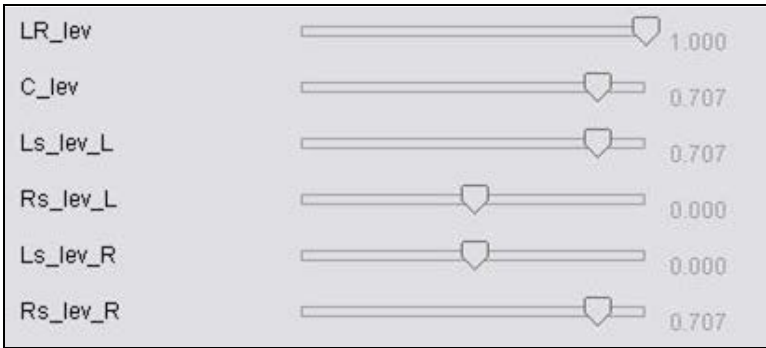 LR_lev 1.000
C_lev 0.707
Ls_lev_L 0.707
Rs_lev_L 0.000
Ls_lev_R 0.000
Rs_lev_R 0.707